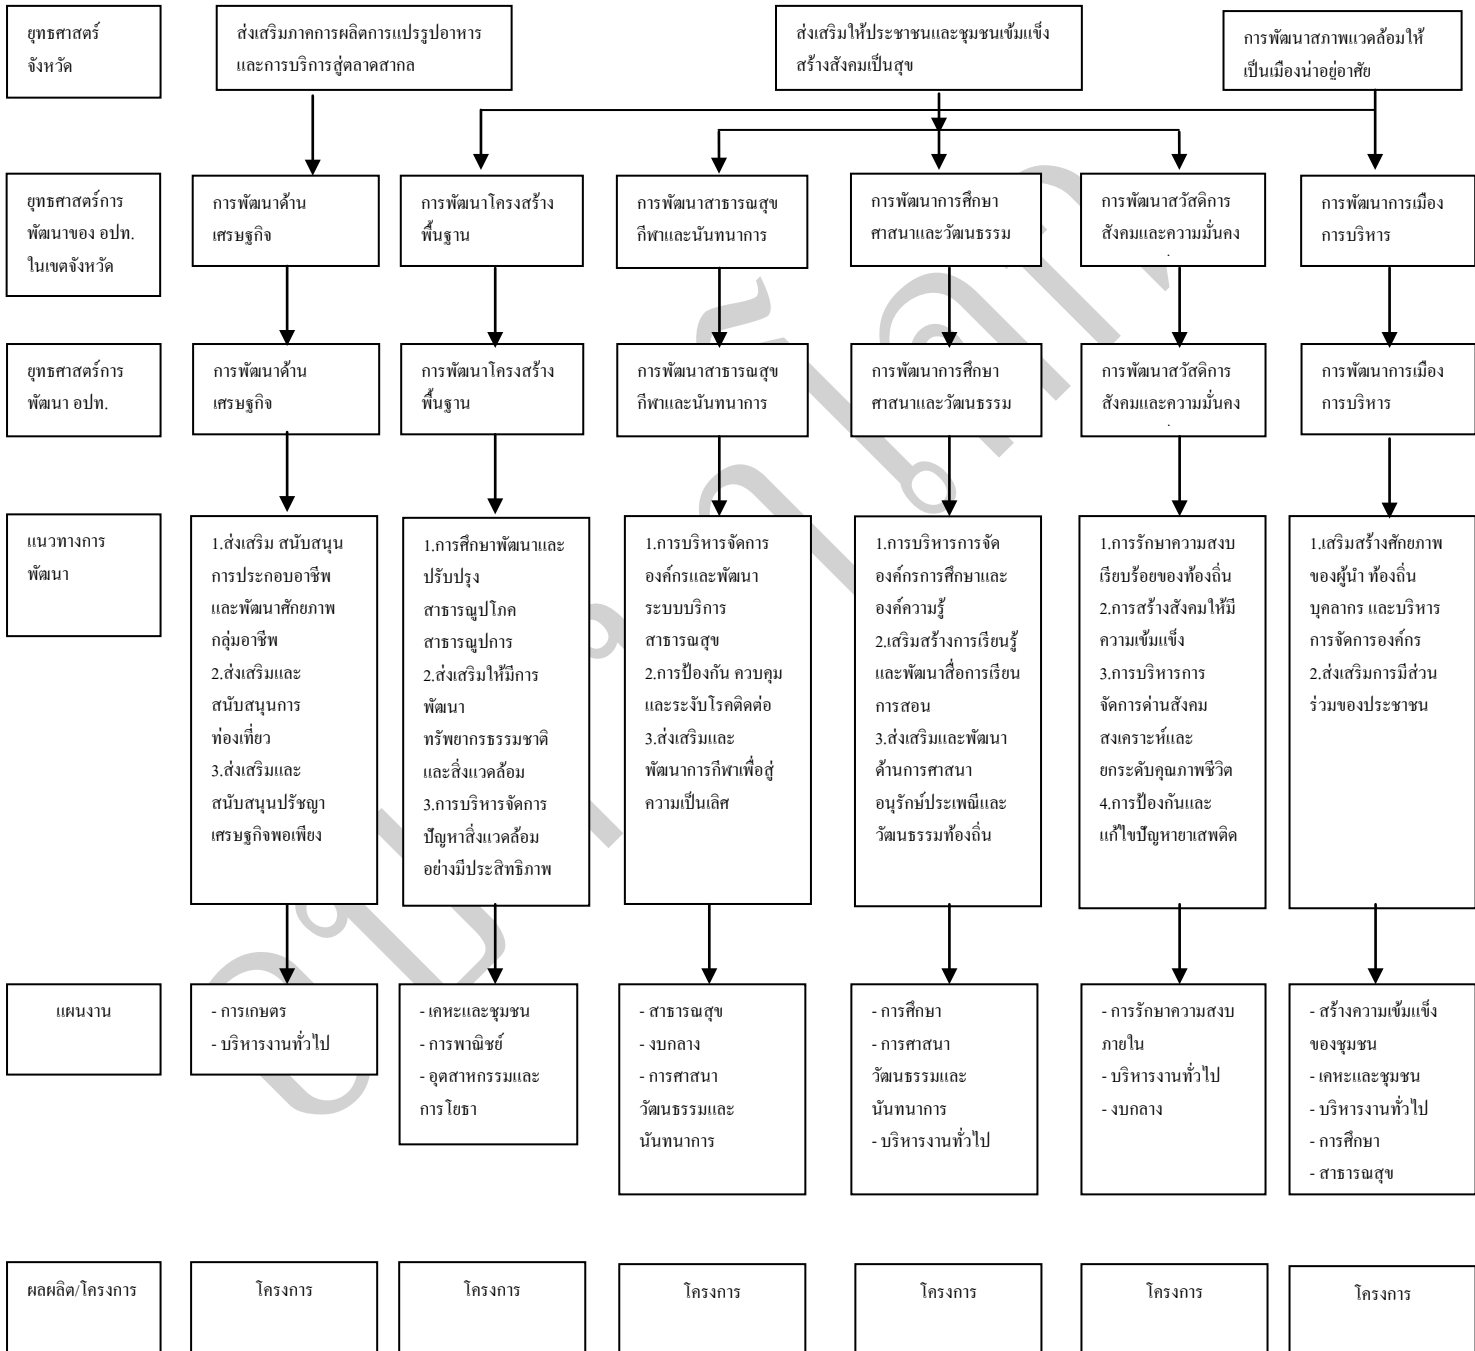 ยุทธศาสตร์
จังหวัด
ส่งเสริมภาคการผลิตการแปรรูปอาหาร
และการบริการสู่ตลาดสากล
ส่งเสริมให้ประชาชนและชุมชนเข้มแข็ง
สร้างสังคมเป็นสุข
การพัฒนาสภาพแวดล้อมให้
เป็นเมืองน่าอยู่อาศัย
ยุทธศาสตร์การ
พัฒนาของ อปท.
ในเขตจังหวัด
การพัฒนาด้าน
เศรษฐกิจ
การพัฒนาโครงสร้าง
พื้นฐาน
การพัฒนาสาธารณสุข
กีฬาและนันทนาการ
การพัฒนาการศึกษา
ศาสนาและวัฒนธรรม
การพัฒนาสวัสดิการ
สังคมและความมั่นคง
การพัฒนาการเมือง
การบริหาร
ยุทธศาสตร์การ
พัฒนา อปท.
การพัฒนาด้าน
เศรษฐกิจ
การพัฒนาโครงสร้าง
พื้นฐาน
การพัฒนาสาธารณสุข
กีฬาและนันทนาการ
การพัฒนาการศึกษา
ศาสนาและวัฒนธรรม
การพัฒนาสวัสดิการ
สังคมและความมั่นคง
การพัฒนาการเมือง
การบริหาร
แนวทางการ
พัฒนา
1.ส่งเสริม สนับสนุน
การประกอบอาชีพ
และพัฒนาศักยภาพ
กลุ่มอาชีพ
2.ส่งเสริมและ
สนับสนุนการ
ท่องเที่ยว
3.ส่งเสริมและ
สนับสนุนปรัชญา
เศรษฐกิจพอเพียง
1.การศึกษาพัฒนาและ
ปรับปรุง
สาธารณูปโภค
สาธารณูปการ
2.ส่งเสริมให้มีการ
พัฒนา
ทรัพยากรธรรมชาติ
และสิ่งแวดล้อม
3.การบริหารจัดการ
ปัญหาสิ่งแวดล้อม
อย่างมีประสิทธิภาพ
1.การบริหารจัดการ
องค์กรและพัฒนา
ระบบบริการ
สาธารณสุข
2.การป้องกัน ควบคุม
และระงับโรคติดต่อ
3.ส่งเสริมและ
พัฒนาการกีฬาเพื่อสู่
ความเป็นเลิศ
1.การบริหารการจัด
องค์กรการศึกษาและ
องค์ความรู้
2.เสริมสร้างการเรียนรู้
และพัฒนาสื่อการเรียน
การสอน
3.ส่งเสริมและพัฒนา
ด้านการศาสนา
อนุรักษ์ประเพณีและ
วัฒนธรรมท้องถิ่น
1.การรักษาความสงบ
เรียบร้อยของท้องถิ่น
2.การสร้างสังคมให้มี
ความเข้มแข็ง
3.การบริหารการ
จัดการด้านสังคม
สงเคราะห์และ
ยกระดับคุณภาพชีวิต
4.การป้องกันและ
แก้ไขปัญหายาเสพติด
1.เสริมสร้างศักยภาพ
ของผู้นำ ท้องถิ่น
บุคลากร และบริหาร
การจัดการองค์กร
2.ส่งเสริมการมีส่วน
ร่วมของประชาชน
แผนงาน
- การเกษตร
- บริหารงานทั่วไป
- เคหะและชุมชน
- การพาณิชย์
- อุตสาหกรรมและ
การโยธา
- สาธารณสุข
- งบกลาง
- การศาสนา
วัฒนธรรมและ
นันทนาการ
- การศึกษา
- การศาสนา
วัฒนธรรมและ
นันทนาการ
- บริหารงานทั่วไป
- การรักษาความสงบ
ภายใน
- บริหารงานทั่วไป
- งบกลาง
- สร้างความเข้มแข็ง
ของชุมชน
- เคหะและชุมชน
- บริหารงานทั่วไป
- การศึกษา
- สาธารณสุข
ผลผลิต/โครงการ
โครงการ
โครงการ
โครงการ
โครงการ
โครงการ
โครงการ